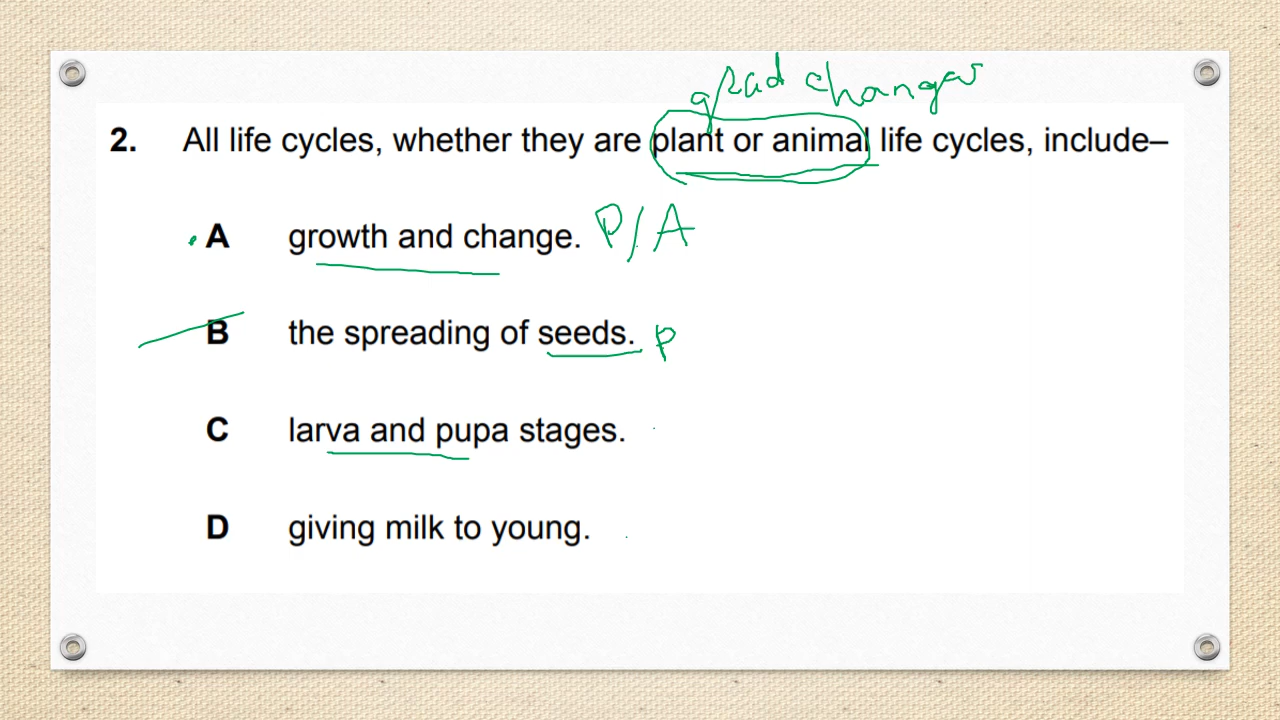 grad changes
2. All life cycles, whether they are plant or animal life cycles, include–
A growth and change. P/A
B the spreading of seeds. P
C larva and pupa stages.
D giving milk to young.